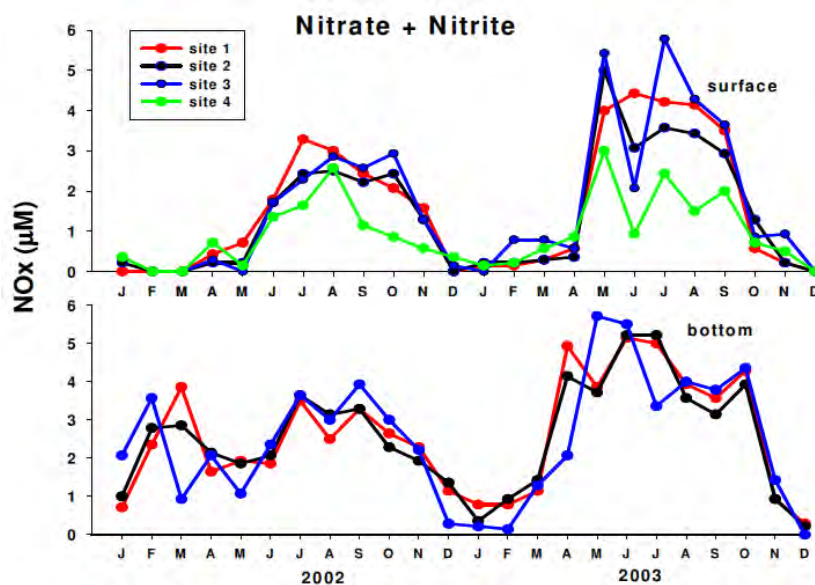 Nitrate + Nitrite
6
5
4
3
2
1
0
site 1
site 2
site 3
site 4
surface
J F M A M J J A S O N D J F M A M J J A S O N D
NOx (µM)
6
5
4
3
2
1
0
bottom
J F M A M J J A S O N D J F M A M J J A S O N D
2002 2003